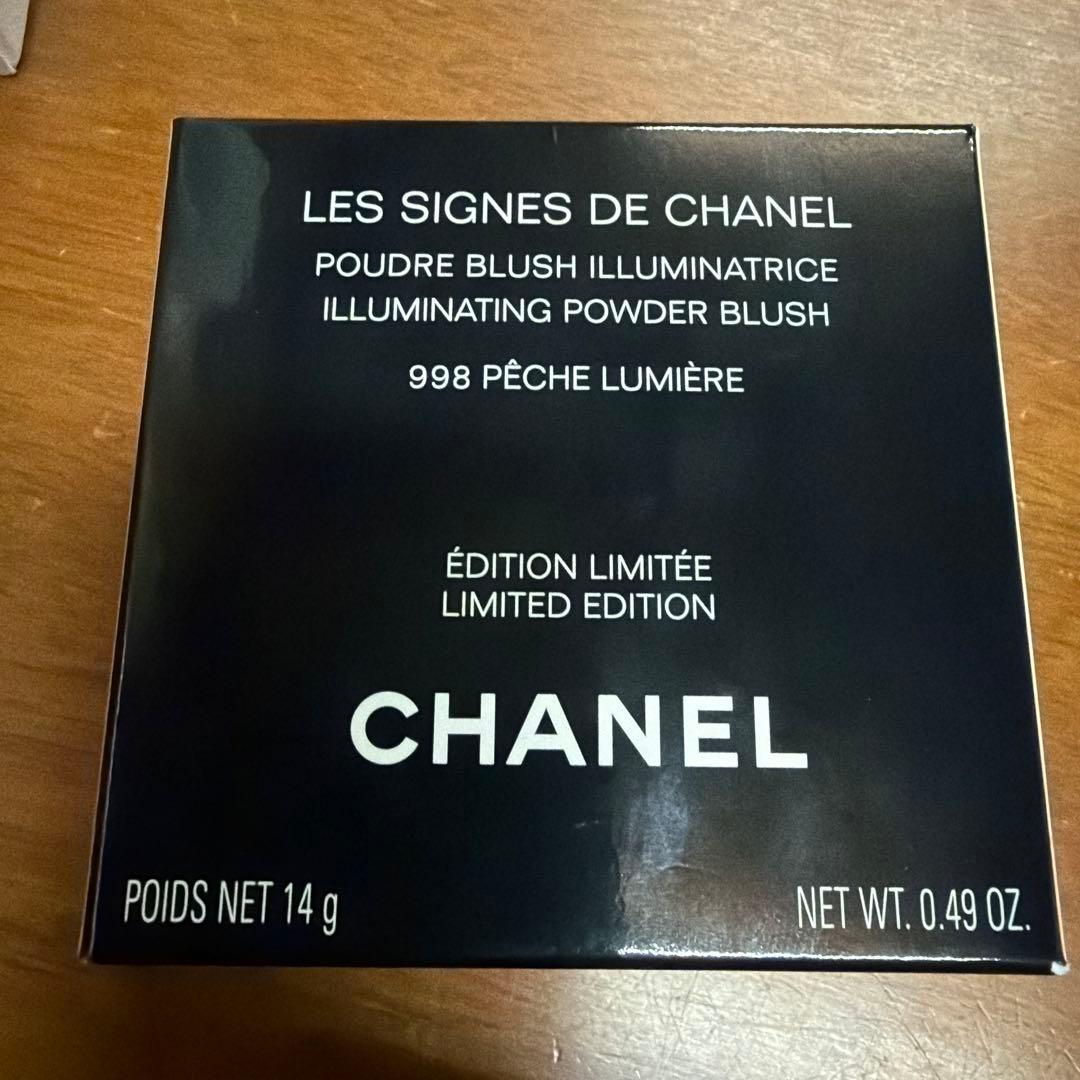 LES SIGNES DE CHANEL
POUDRE BLUSH ILLUMINATRICE
ILLUMINATING POWDER BLUSH
998 PÊCHE LUMIÈRE
ÉDITION LIMITÉE
LIMITED EDITION
CHANEL
POIDS NET 14 g
NET WT. 0.49 OZ.